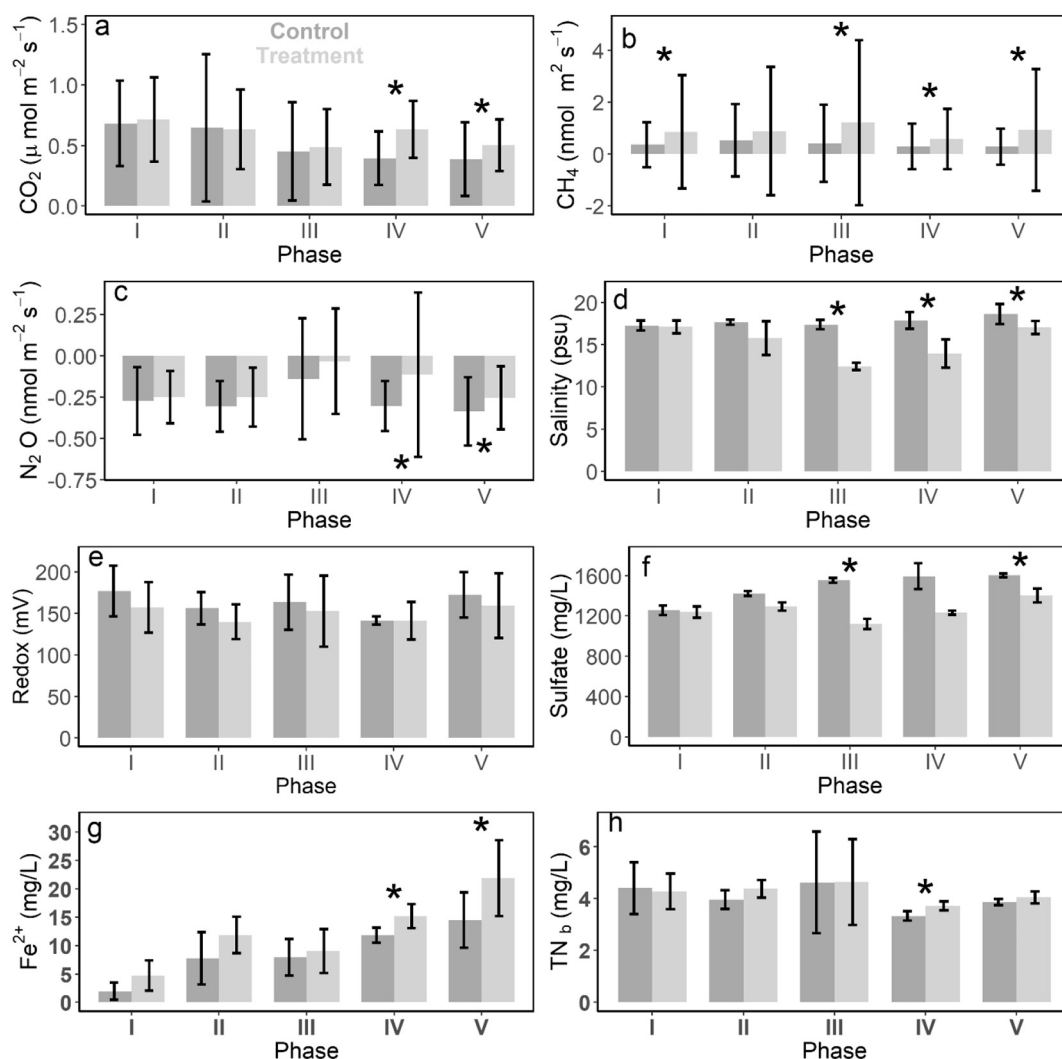 a
Control
Treatment
CO₂ (μ mol m⁻² s⁻¹)
1.5
1.0
0.5
0.0
I II III IV V
Phase
*
*
b
CH₄ (nmol m² s⁻¹)
4
2
0
-2
I II III IV V
Phase
*
*
*
*
c
N₂ O (nmol m⁻² s⁻¹)
0.25
0.00
-0.25
-0.50
-0.75
I II III IV V
Phase
*
*
d
Salinity (psu)
20
15
10
5
0
I II III IV V
Phase
*
*
*
e
Redox (mV)
200
150
100
50
0
I II III IV V
Phase
f
Sulfate (mg/L)
1600
1200
800
400
0
I II III IV V
Phase
*
*
g
Fe²⁺ (mg/L)
30
25
20
15
10
5
0
I II III IV V
Phase
*
*
h
TN b (mg/L)
6
4
2
0
I II III IV V
Phase
*